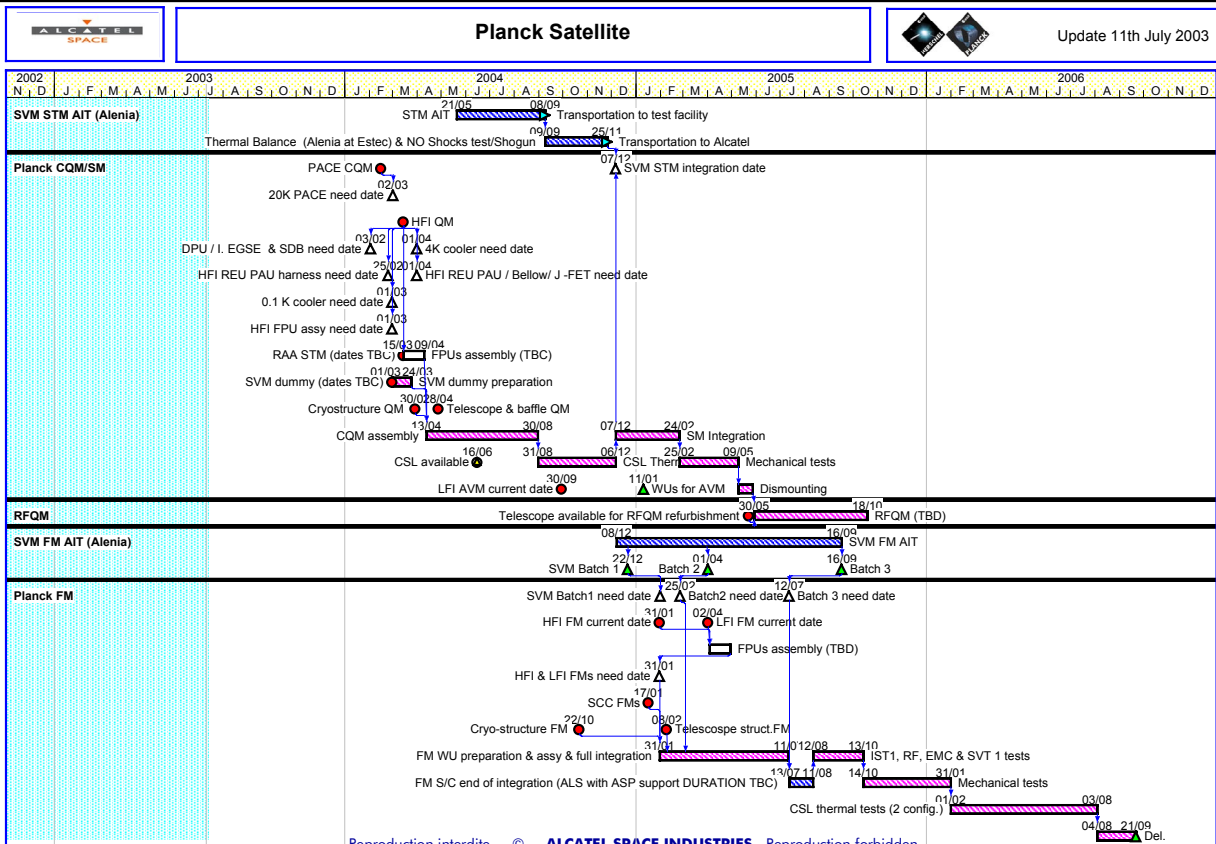 ALCATEL
SPACE
Planck Satellite
HERSCHEL
PLANCK
Update 11th July 2003
2002 2003 2004 2005 2006
N D J F M A M J J A S O N D J F M A M J J A S O N D J F M A M J J A S O N D J F M A M J J A S O N D
SVM STM AIT (Alenia)
21/05 08/09
STM AIT Transportation to test facility
09/09 25/11
Thermal Balance (Alenia at Estec) & NO Shocks test/Shogun Transportation to Alcatel
07/12
Planck CQM/SM
PACE CQM SVM STM integration date
02/03
20K PACE need date
HFI QM
03/02 01/04
DPU / I. EGSE & SDB need date 4K cooler need date
25/02 01/04
HFI REU PAU harness need date HFI REU PAU / Bellow/ J -FET need date
01/03
0.1 K cooler need date
01/03
HFI FPU assy need date
15/03 09/04
RAA STM (dates TBC) FPUs assembly (TBC)
01/03 24/03
SVM dummy (dates TBC) SVM dummy preparation
30/03 28/04
Cryostructure QM Telescope & baffle QM
13/04 30/08 07/12 24/02
CQM assembly SM Integration
16/06 31/08 06/12 25/02 09/05
CSL available CSL Therm Mechanical tests
30/09 11/01
LFI AVM current date WUs for AVM Dismounting
RFQM
30/05 18/10
Telescope available for RFQM refurbishment RFQM (TBD)
SVM FM AIT (Alenia)
08/12 16/09
SVM FM AIT
22/12 01/04 16/09
SVM Batch 1 Batch 2 Batch 3
Planck FM
25/02 12/07
SVM Batch1 need date Batch2 need date Batch 3 need date
31/01 02/04
HFI FM current date LFI FM current date
FPUs assembly (TBD)
31/01
HFI & LFI FMs need date
17/01
SCC FMs
22/10 08/02
Cryo-structure FM Telescospe struct.FM
31/01 11/07 12/08 13/10
FM WU preparation & assy & full integration IST1, RF, EMC & SVT 1 tests
13/07 11/08 14/10 31/01
FM S/C end of integration (ALS with ASP support DURATION TBC) Mechanical tests
01/02 03/08
CSL thermal tests (2 config.)
04/08 21/09
Del.
Reproduction interdite © ALCATEL SPACE INDUSTRIES Reproduction forbidden